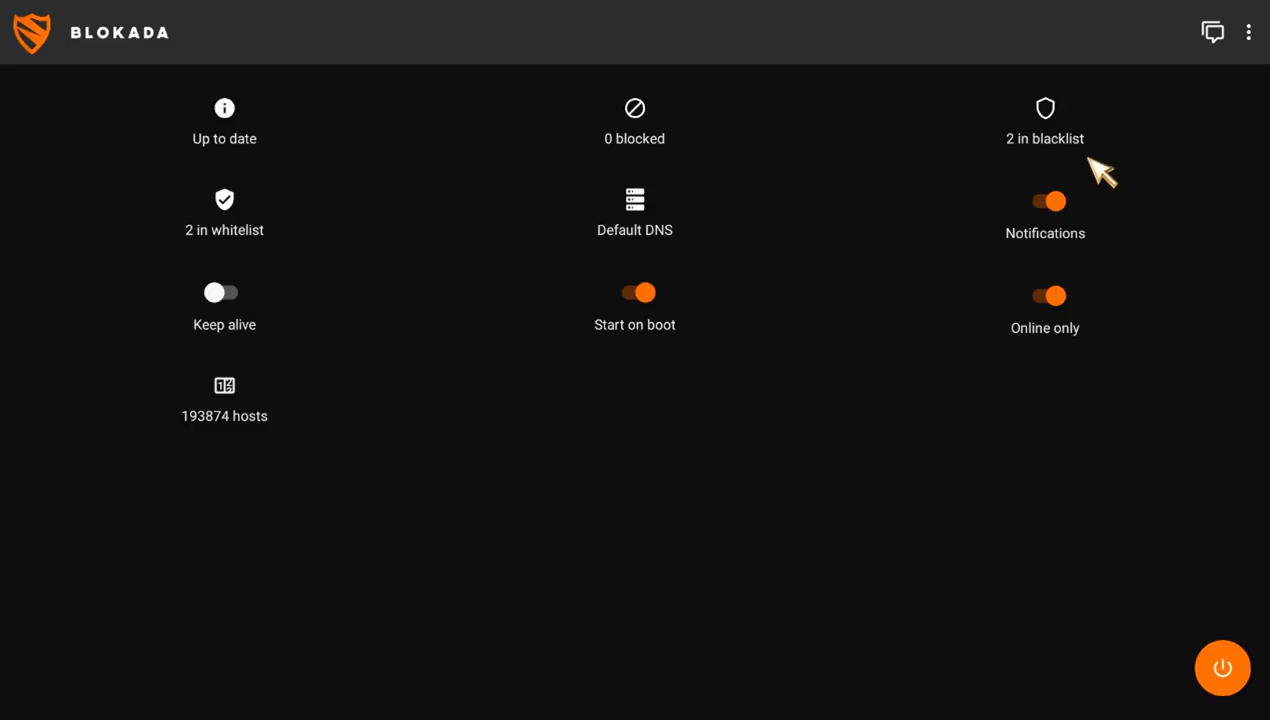 BLOKADA
Up to date
0 blocked
2 in blacklist
2 in whitelist
Default DNS
Notifications
Keep alive
Start on boot
Online only
193874 hosts